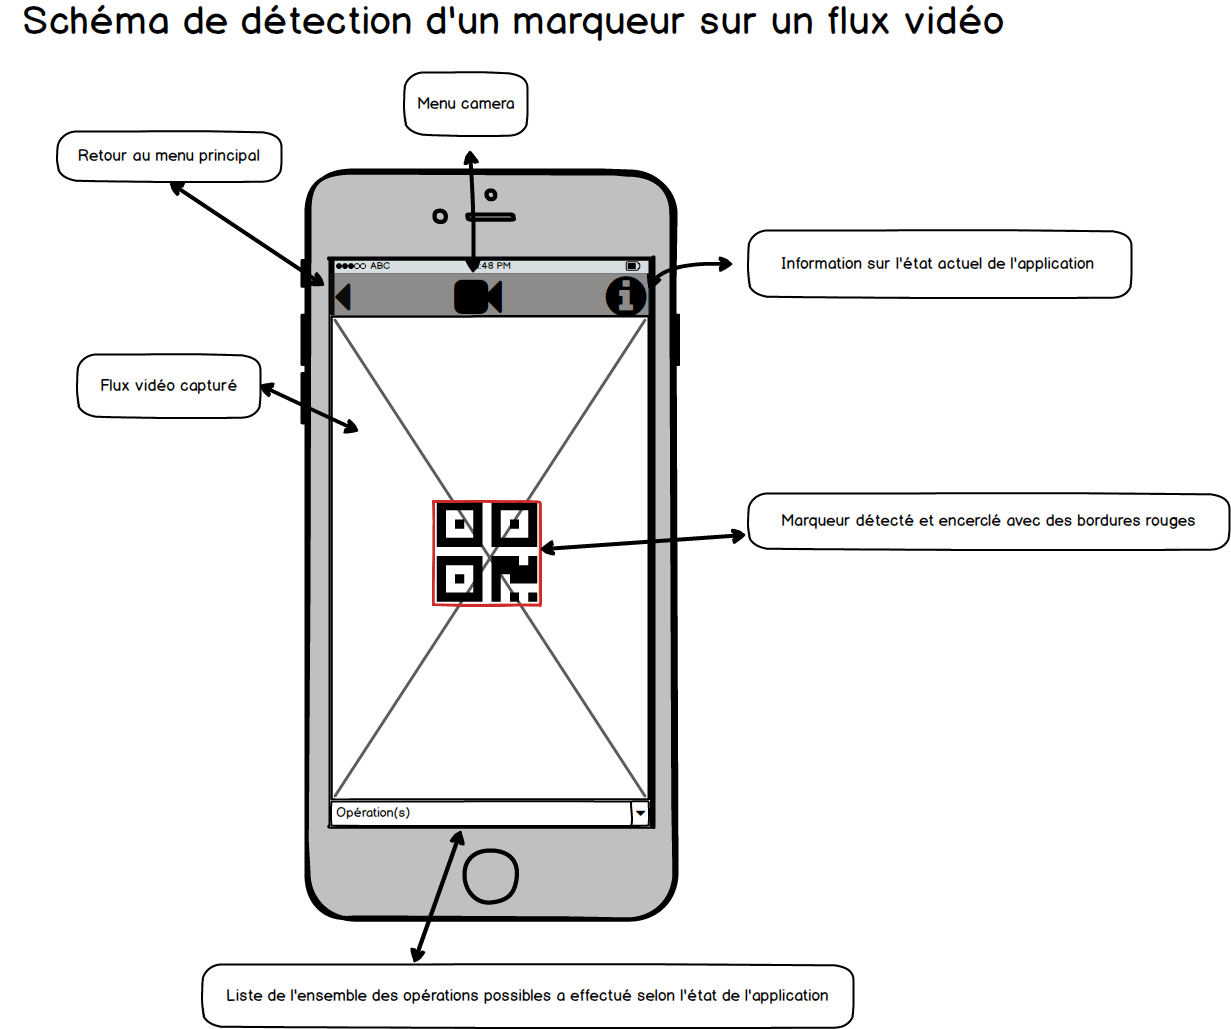 Schéma de détection d'un marqueur sur un flux vidéo
Menu camera
Retour au menu principal
Information sur l'état actuel de l'application
ABC
:48 PM
Flux vidéo capturé
Marqueur détecté et encerclé avec des bordures rouges
Opération(s)
Liste de l'ensemble des opérations possibles a effectué selon l'état de l'application